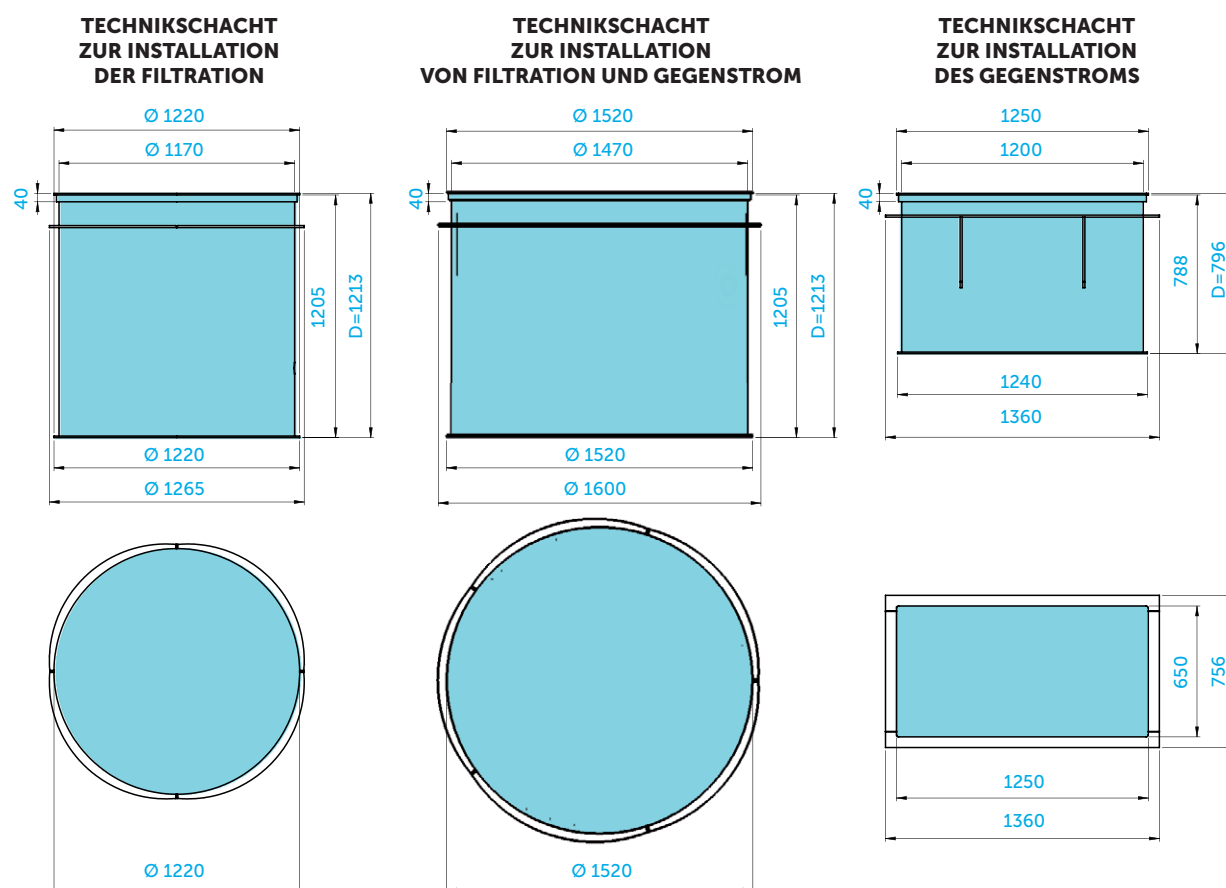 TECHNIKSCHACHT
ZUR INSTALLATION
DER FILTRATION
Ø 1220
Ø 1170
40
1205
D=1213
Ø 1220
Ø 1265
Ø 1220
TECHNIKSCHACHT
ZUR INSTALLATION
VON FILTRATION UND GEGENSTROM
Ø 1520
Ø 1470
40
1205
D=1213
Ø 1520
Ø 1600
Ø 1520
TECHNIKSCHACHT
ZUR INSTALLATION
DES GEGENSTROMS
1250
1200
40
788
D=796
1240
1360
650
756
1250
1360